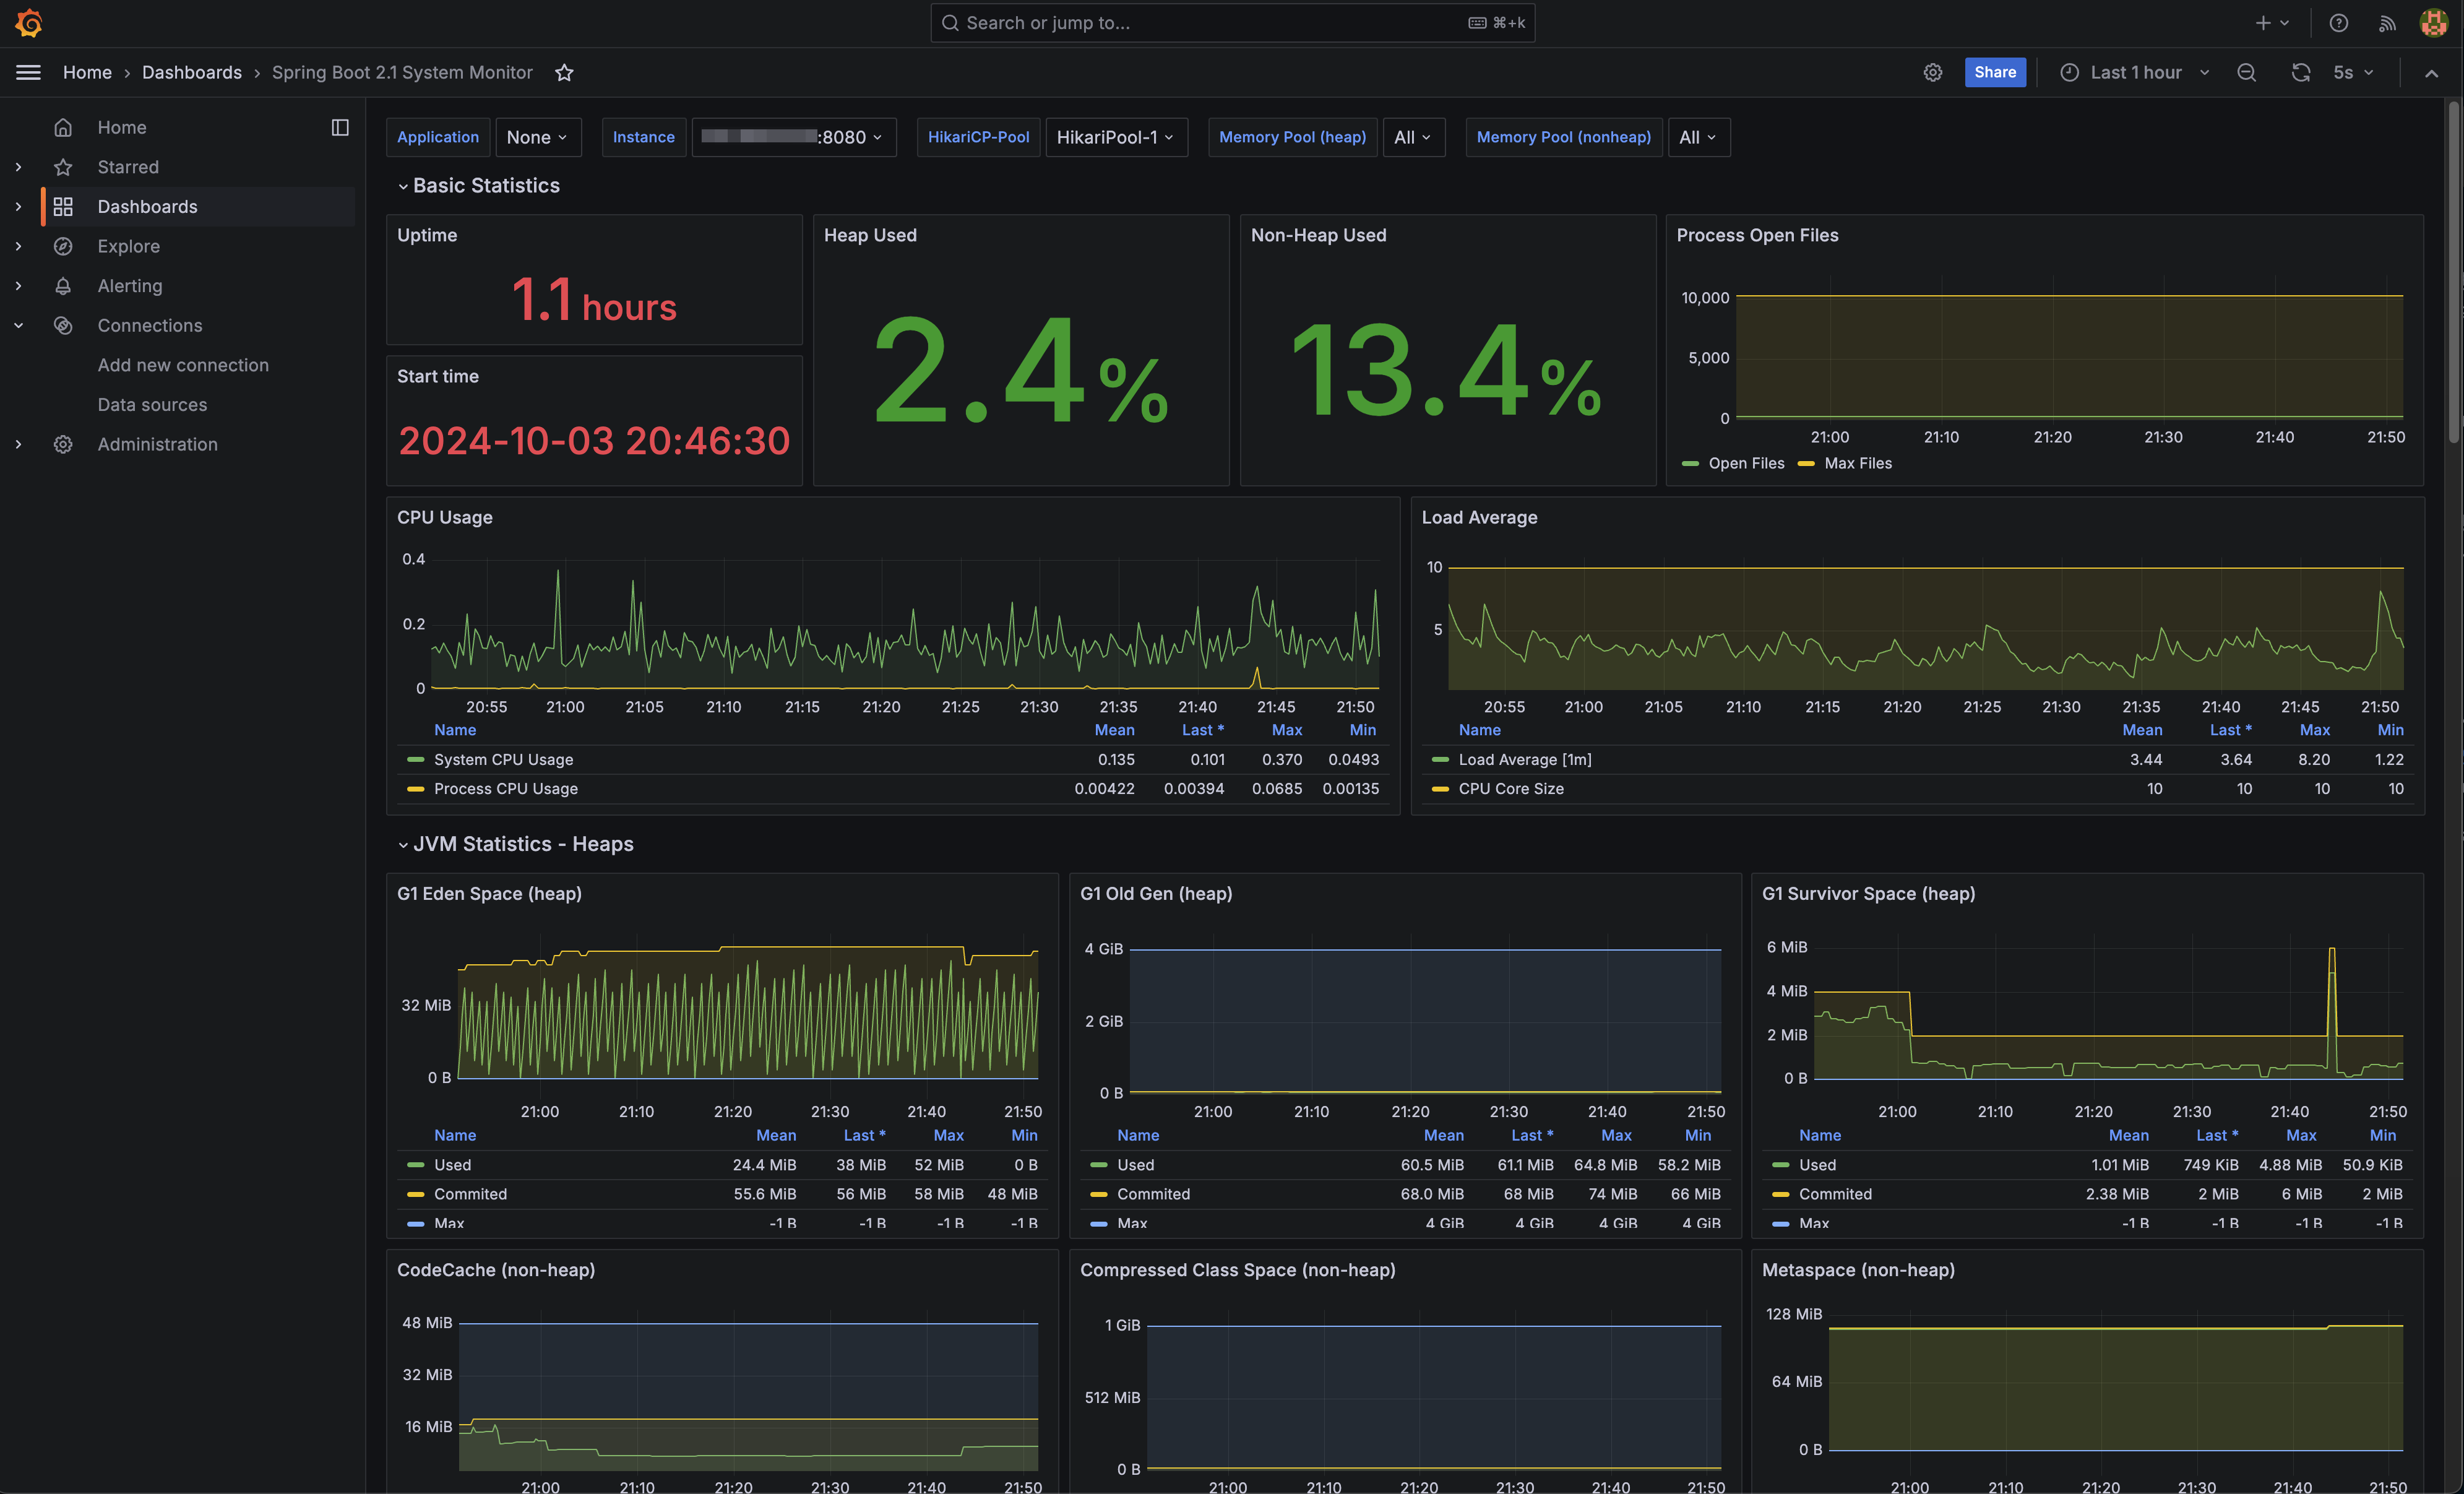 Search or jump to... ⌘+k
Home › Dashboards › Spring Boot 2.1 System Monitor Share Last 1 hour 5s
Home
Starred
Dashboards
Explore
Alerting
Connections
Add new connection
Data sources
Administration
Application None Instance :8080 HikariCP-Pool HikariPool-1 Memory Pool (heap) All Memory Pool (nonheap) All
Basic Statistics
Uptime
1.1 hours
Start time
2024-10-03 20:46:30
Heap Used
2.4%
Non-Heap Used
13.4%
Process Open Files
10,000
5,000
0
21:00 21:10 21:20 21:30 21:40 21:50
Open Files Max Files
CPU Usage
0.4
0.2
0
20:55 21:00 21:05 21:10 21:15 21:20 21:25 21:30 21:35 21:40 21:45 21:50
Name Mean Last * Max Min
System CPU Usage 0.135 0.101 0.370 0.0493
Process CPU Usage 0.00422 0.00394 0.0685 0.00135
Load Average
10
5
20:55 21:00 21:05 21:10 21:15 21:20 21:25 21:30 21:35 21:40 21:45 21:50
Name Mean Last * Max Min
Load Average [1m] 3.44 3.64 8.20 1.22
CPU Core Size 10 10 10 10
JVM Statistics - Heaps
G1 Eden Space (heap)
32 MiB
0 B
21:00 21:10 21:20 21:30 21:40 21:50
Name Mean Last * Max Min
Used 24.4 MiB 38 MiB 52 MiB 0 B
Commited 55.6 MiB 56 MiB 58 MiB 48 MiB
Max -1 B -1 B -1 B -1 B
G1 Old Gen (heap)
4 GiB
2 GiB
0 B
21:00 21:10 21:20 21:30 21:40 21:50
Name Mean Last * Max Min
Used 60.5 MiB 61.1 MiB 64.8 MiB 58.2 MiB
Commited 68.0 MiB 68 MiB 74 MiB 66 MiB
Max 4 GiB 4 GiB 4 GiB 4 GiB
G1 Survivor Space (heap)
6 MiB
4 MiB
2 MiB
0 B
21:00 21:10 21:20 21:30 21:40 21:50
Name Mean Last * Max Min
Used 1.01 MiB 749 KiB 4.88 MiB 50.9 KiB
Commited 2.38 MiB 2 MiB 6 MiB 2 MiB
Max -1 B -1 B -1 B -1 B
CodeCache (non-heap)
48 MiB
32 MiB
16 MiB
21:00 21:10 21:20 21:30 21:40 21:50
Compressed Class Space (non-heap)
1 GiB
512 MiB
0 B
21:00 21:10 21:20 21:30 21:40 21:50
Metaspace (non-heap)
128 MiB
64 MiB
0 B
21:00 21:10 21:20 21:30 21:40 21:50